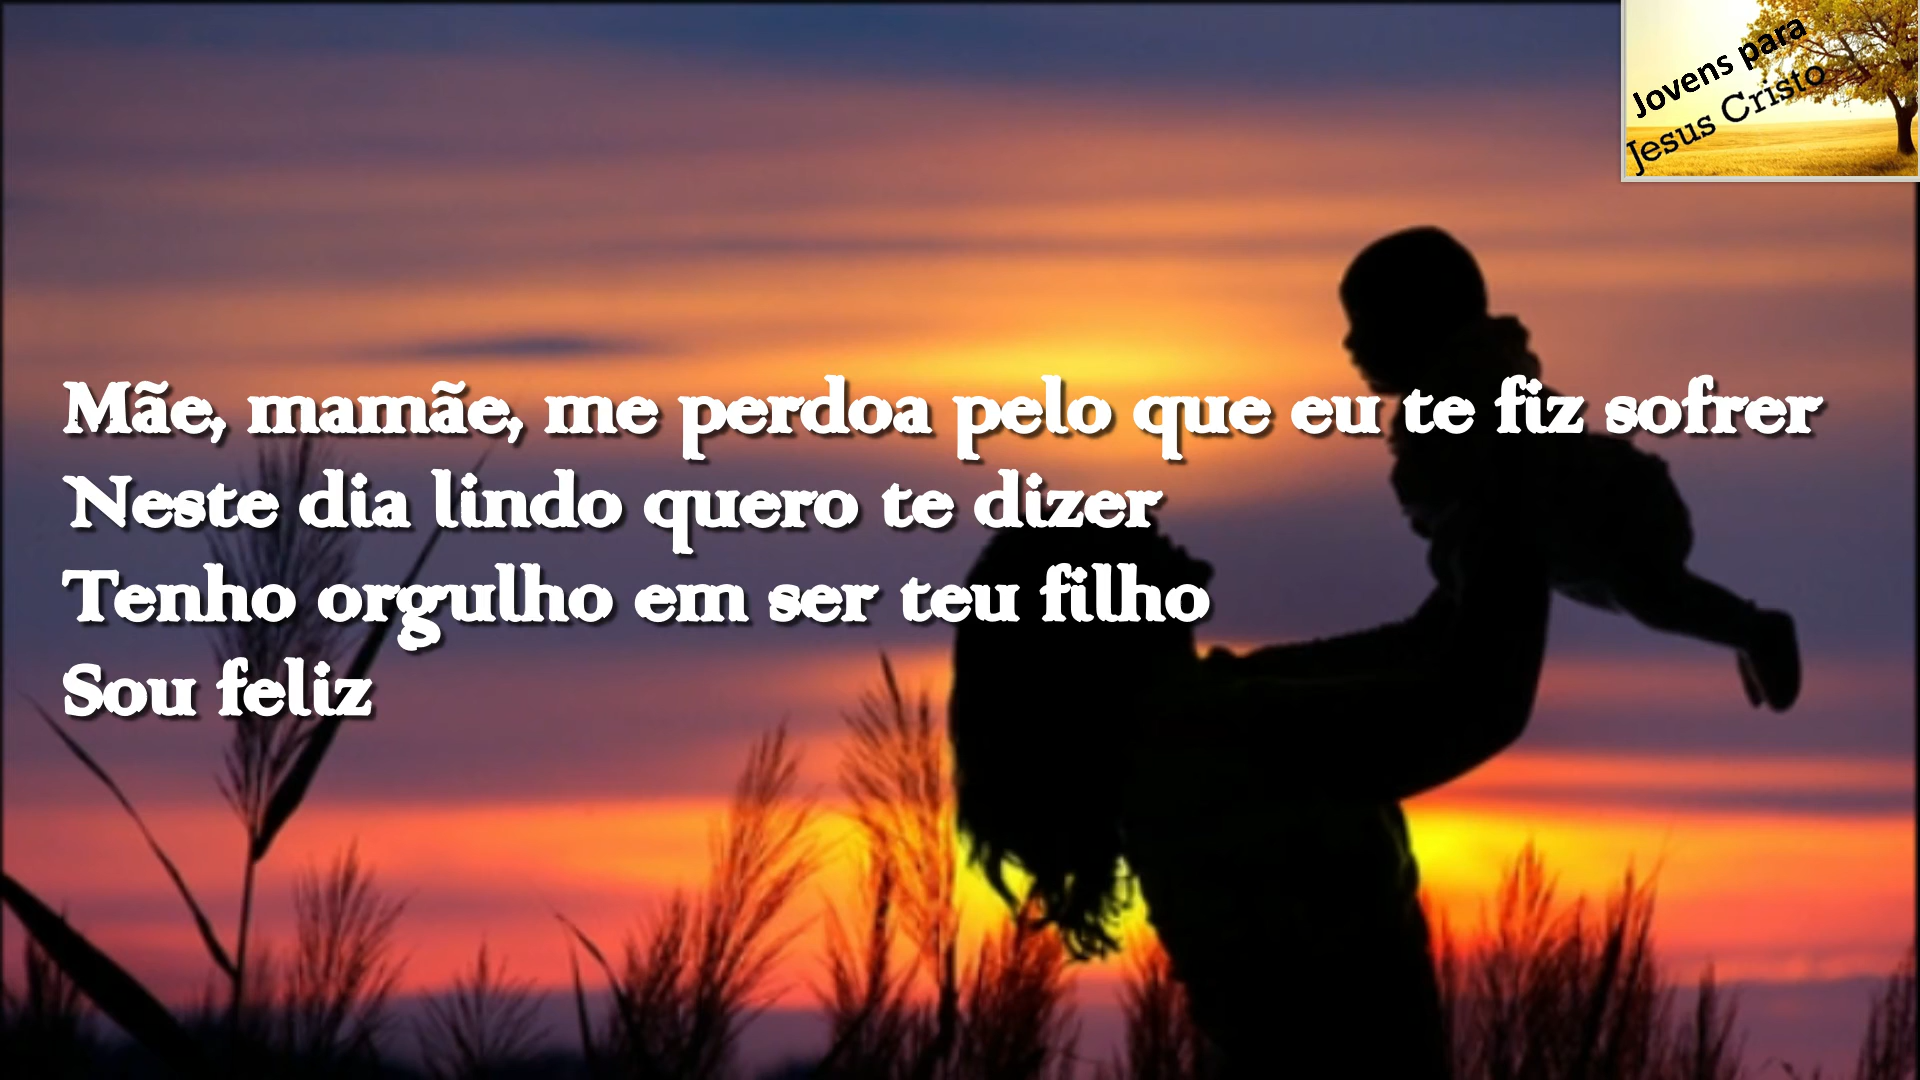 Jovens para
Jesus Cristo
Mãe, mamãe, me perdoa pelo que eu te fiz sofrer
Neste dia lindo quero te dizer
Tenho orgulho em ser teu filho
Sou feliz